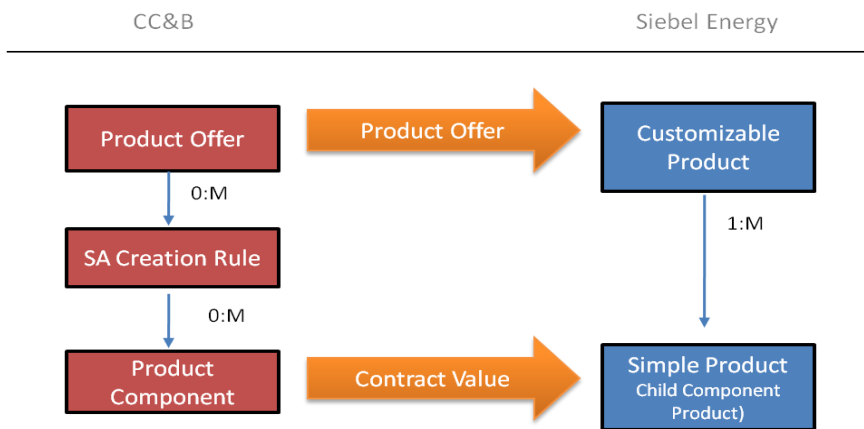 CC&B
Siebel Energy
Product Offer
Product Offer
Customizable
Product
0:M
1:M
SA Creation Rule
0:M
Product
Component
Contract Value
Simple Product
Child Component
Product)